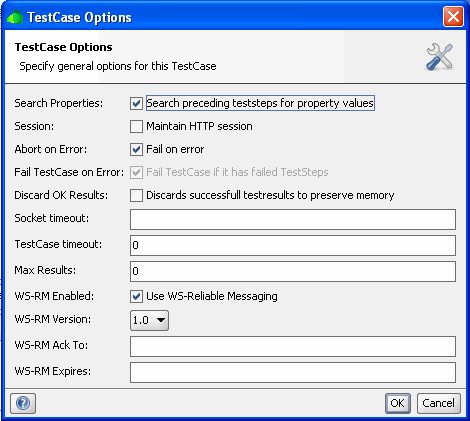 TestCase Options
TestCase Options
Specify general options for this TestCase
Search Properties: Search preceding teststeps for property values
Session: Maintain HTTP session
Abort on Error: Fail on error
Fail TestCase on Error: Fail TestCase if it has failed TestSteps
Discard OK Results: Discards successfull testresults to preserve memory
Socket timeout:
TestCase timeout: 0
Max Results: 0
WS-RM Enabled: Use WS-Reliable Messaging
WS-RM Version: 1.0
WS-RM Ack To:
WS-RM Expires:
? OK Cancel